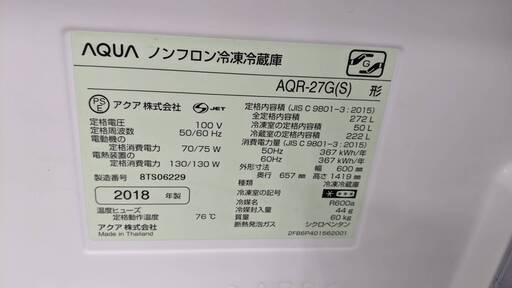 AQUA ノンフロン冷凍冷蔵庫
AQR-27G(S) 形
PS E アクア 株式会社 S JET
定格電圧 100 V
定格周波数 50/60 Hz
電動機の
定格消費電力 70/75 W
電熱装置の
定格消費電力 130/130 W
製造番号 8TS06229
2018 年製
温度ヒューズ
定格動作温度 76℃
アクア 株式会社
Made in Thailand
定格内容積 (JIS C 9801-3 : 2015)
全定格内容積 272 L
冷凍室の定格内容積 50 L
冷蔵室の定格内容積 222 L
消費電力量 (JIS C 9801-3 : 2015)
50Hz 367 kWh/年
60Hz 367 kWh/年
外形寸法 幅 600 mm
奥行 657 mm 高さ 1419 mm
種類 冷凍冷蔵庫
冷凍室の記号
冷媒 R600a
冷媒封入量 44 g
質量 60 kg
断熱発泡ガス シクロペンタン
2FB6P401562001
G